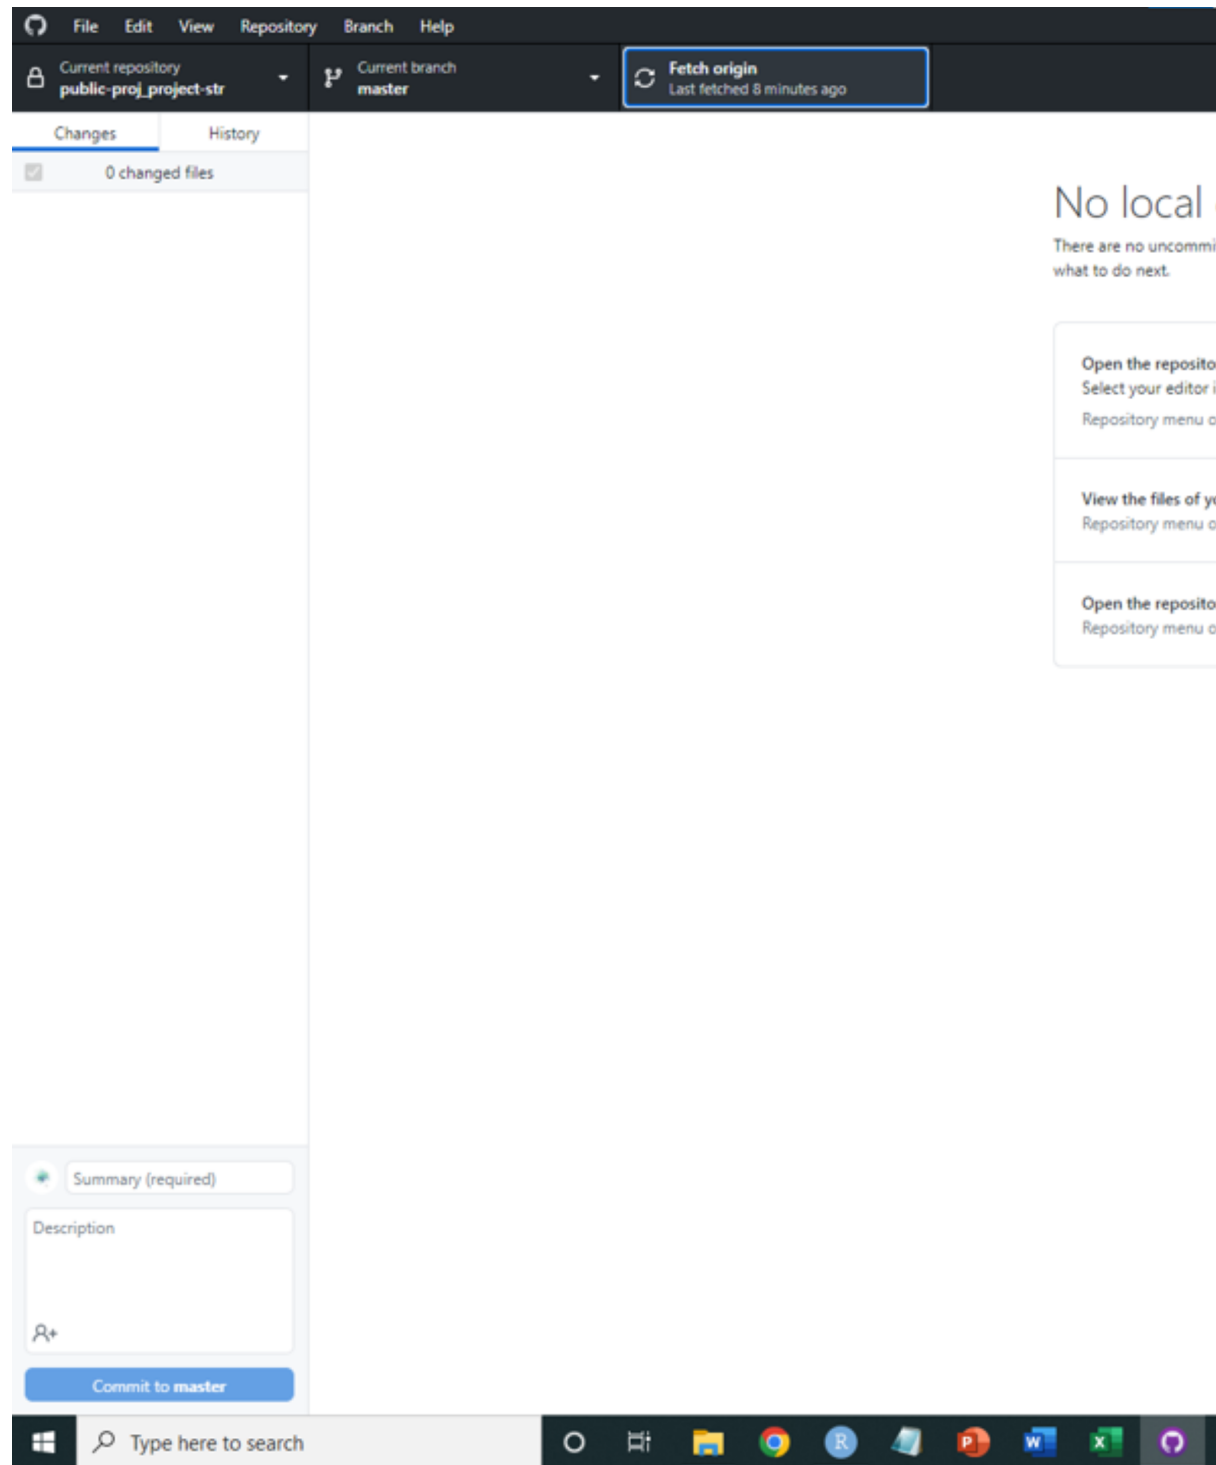 File Edit View Repository Branch Help
Current repository
public-proj_project-str
Current branch
master
Fetch origin
Last fetched 8 minutes ago
Changes History
0 changed files
No local
There are no uncommi
what to do next.
Open the reposito
Select your editor i
Repository menu o
View the files of yo
Repository menu o
Open the reposito
Repository menu o
Summary (required)
Description
Commit to master
Type here to search